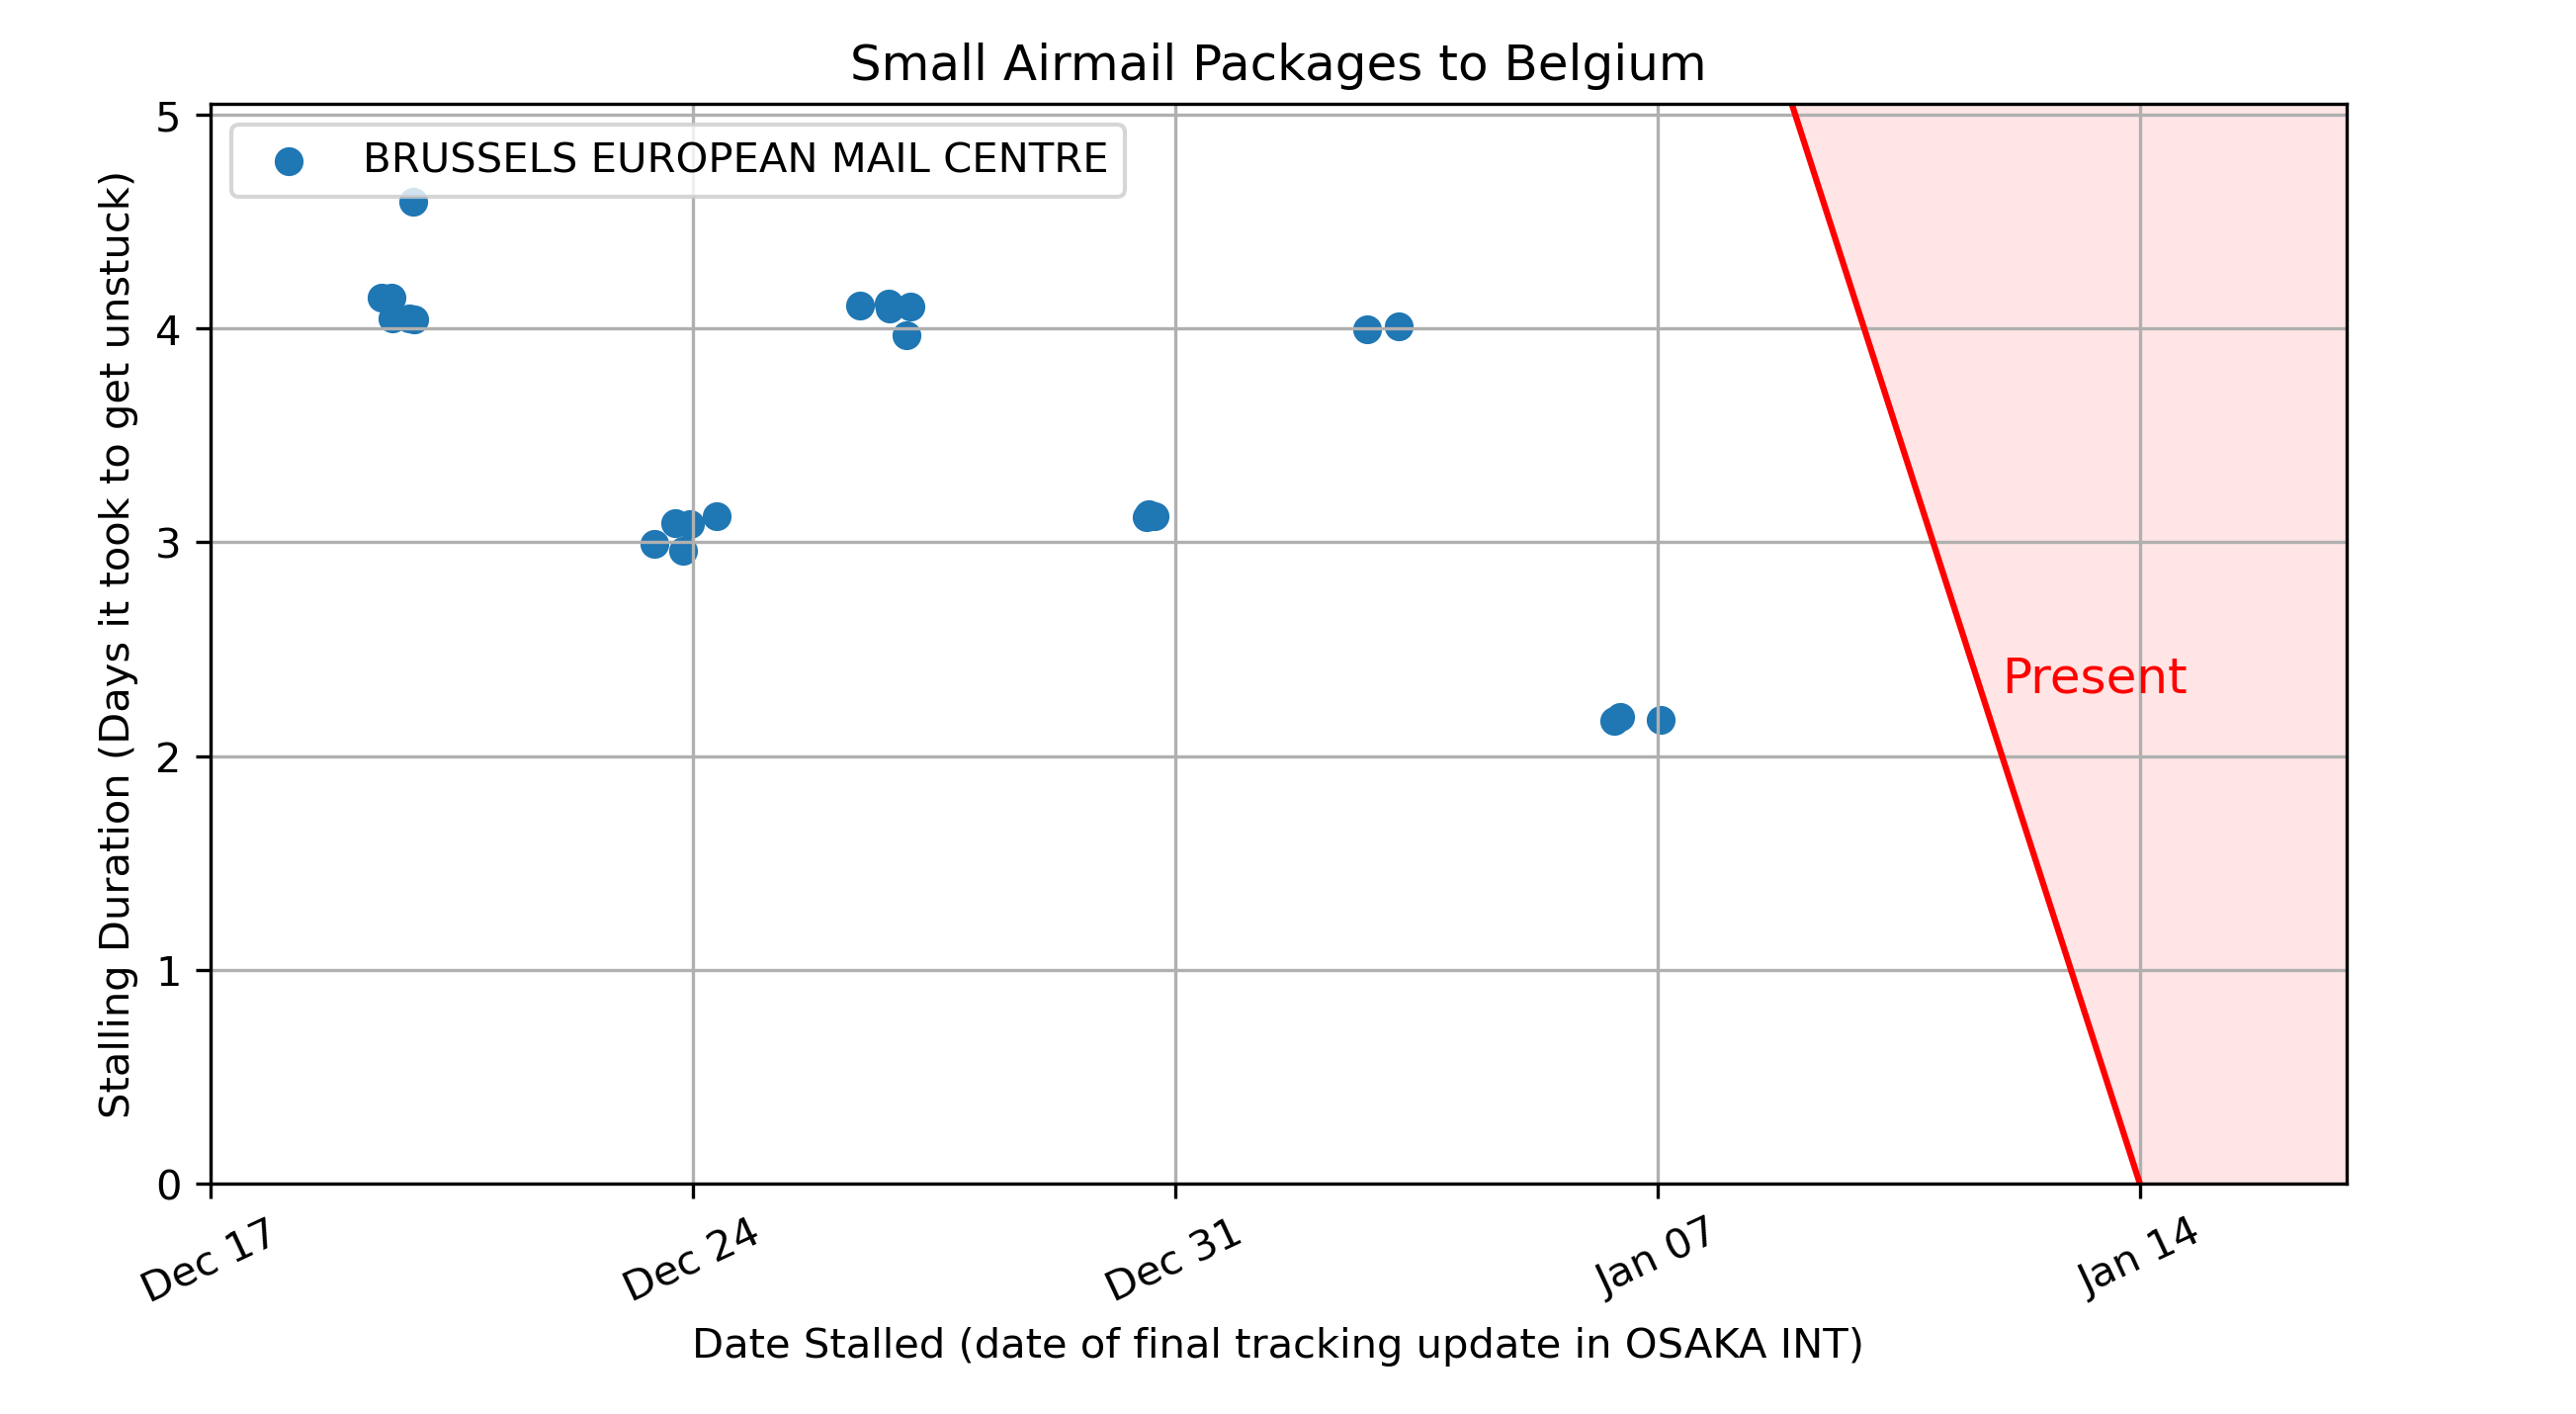 Small Airmail Packages to Belgium
BRUSSELS EUROPEAN MAIL CENTRE
Stalling Duration (Days it took to get unstuck)
5
4
3
2
1
0
Present
Dec 17
Dec 24
Dec 31
Jan 07
Jan 14
Date Stalled (date of final tracking update in OSAKA INT)